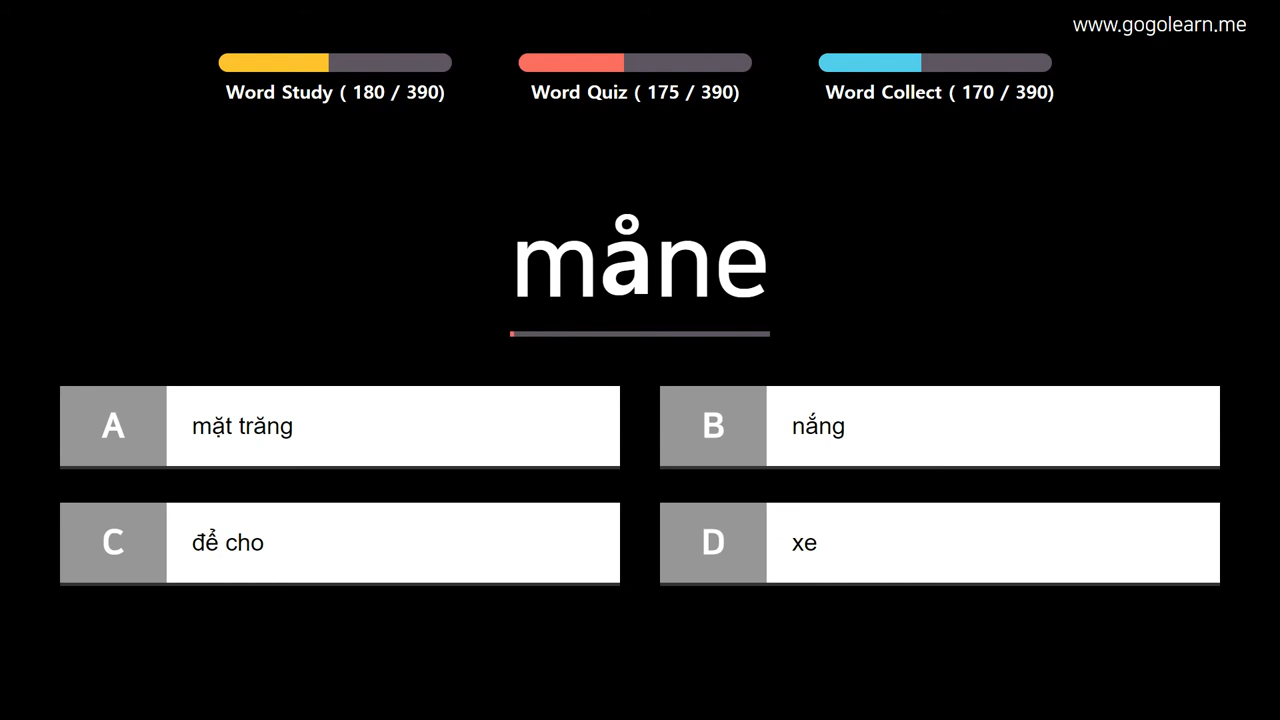 www.gogolearn.me
Word Study ( 180 / 390)
Word Quiz ( 175 / 390)
Word Collect ( 170 / 390)
måne
A mặt trăng
B nắng
C để cho
D xe